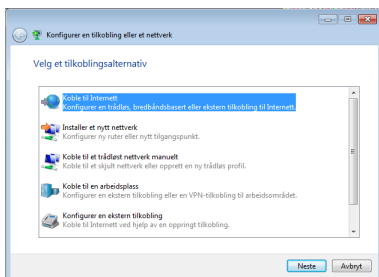 Konfigurer en tilkobling eller et nettverk
Velg et tilkoblingsalternativ
Koble til Internett
Konfigurer en trådløs, bredbåndsbasert eller ekstern tilkobling til Internett.
Installer et nytt nettverk
Konfigurer ny ruter eller nytt tilgangspunkt.
Koble til et trådløst nettverk manuelt
Koble til et skjult nettverk eller opprett en ny trådløs profil.
Koble til en arbeidsplass
Konfigurer en ekstern tilkobling eller en VPN-tilkobling til arbeidsområdet.
Konfigurer en ekstern tilkobling
Koble til Internett ved hjelp av en oppringt tilkobling.
Neste
Avbryt